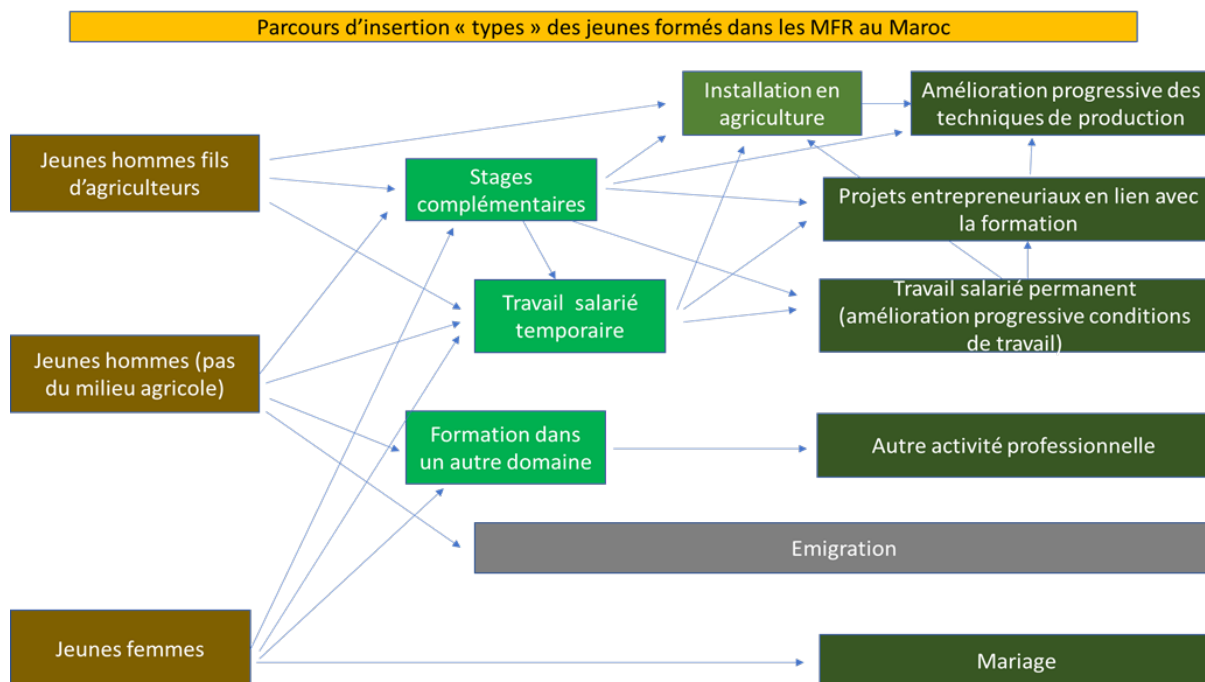 Parcours d'insertion « types » des jeunes formés dans les MFR au Maroc
Installation en
agriculture
Amélioration progressive des
techniques de production
Jeunes hommes fils
d'agriculteurs
Stages
complémentaires
Projets entrepreneuriaux en lien avec
la formation
Travail salarié
temporaire
Travail salarié permanent
(amélioration progressive conditions
de travail)
Jeunes hommes (pas
du milieu agricole)
Formation dans
un autre domaine
Autre activité professionnelle
Emigration
Jeunes femmes
Mariage